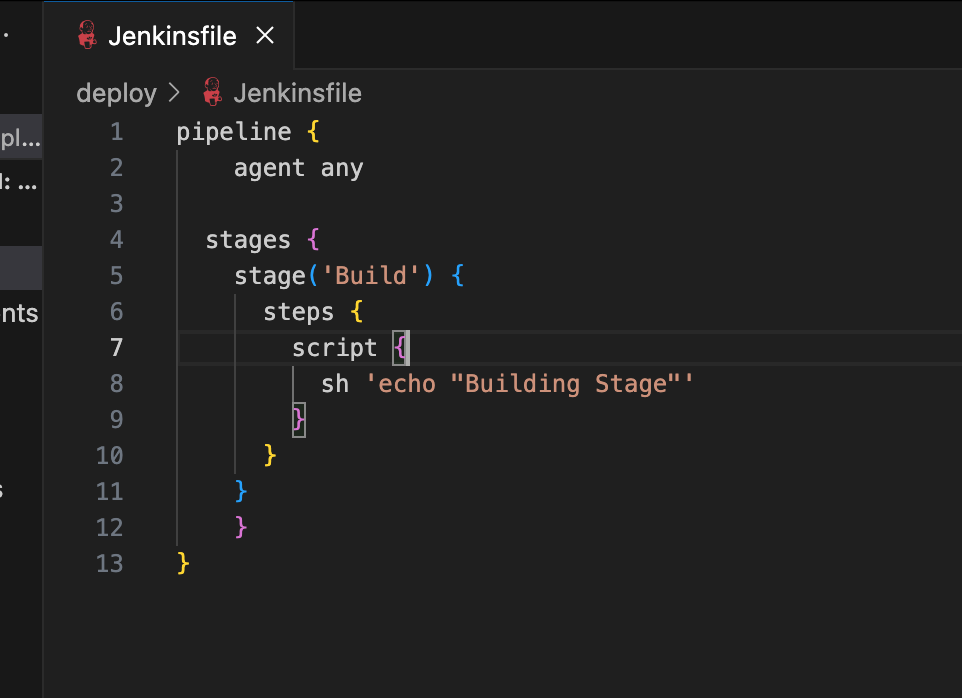 Jenkinsfile ×
deploy > Jenkinsfile
pl...
: ...
nts
1 pipeline {
2 agent any
3
4 stages {
5 stage('Build') {
6 steps {
7 script {
8 sh 'echo "Building Stage"'
9 }
10 }
11 }
12 }
13 }